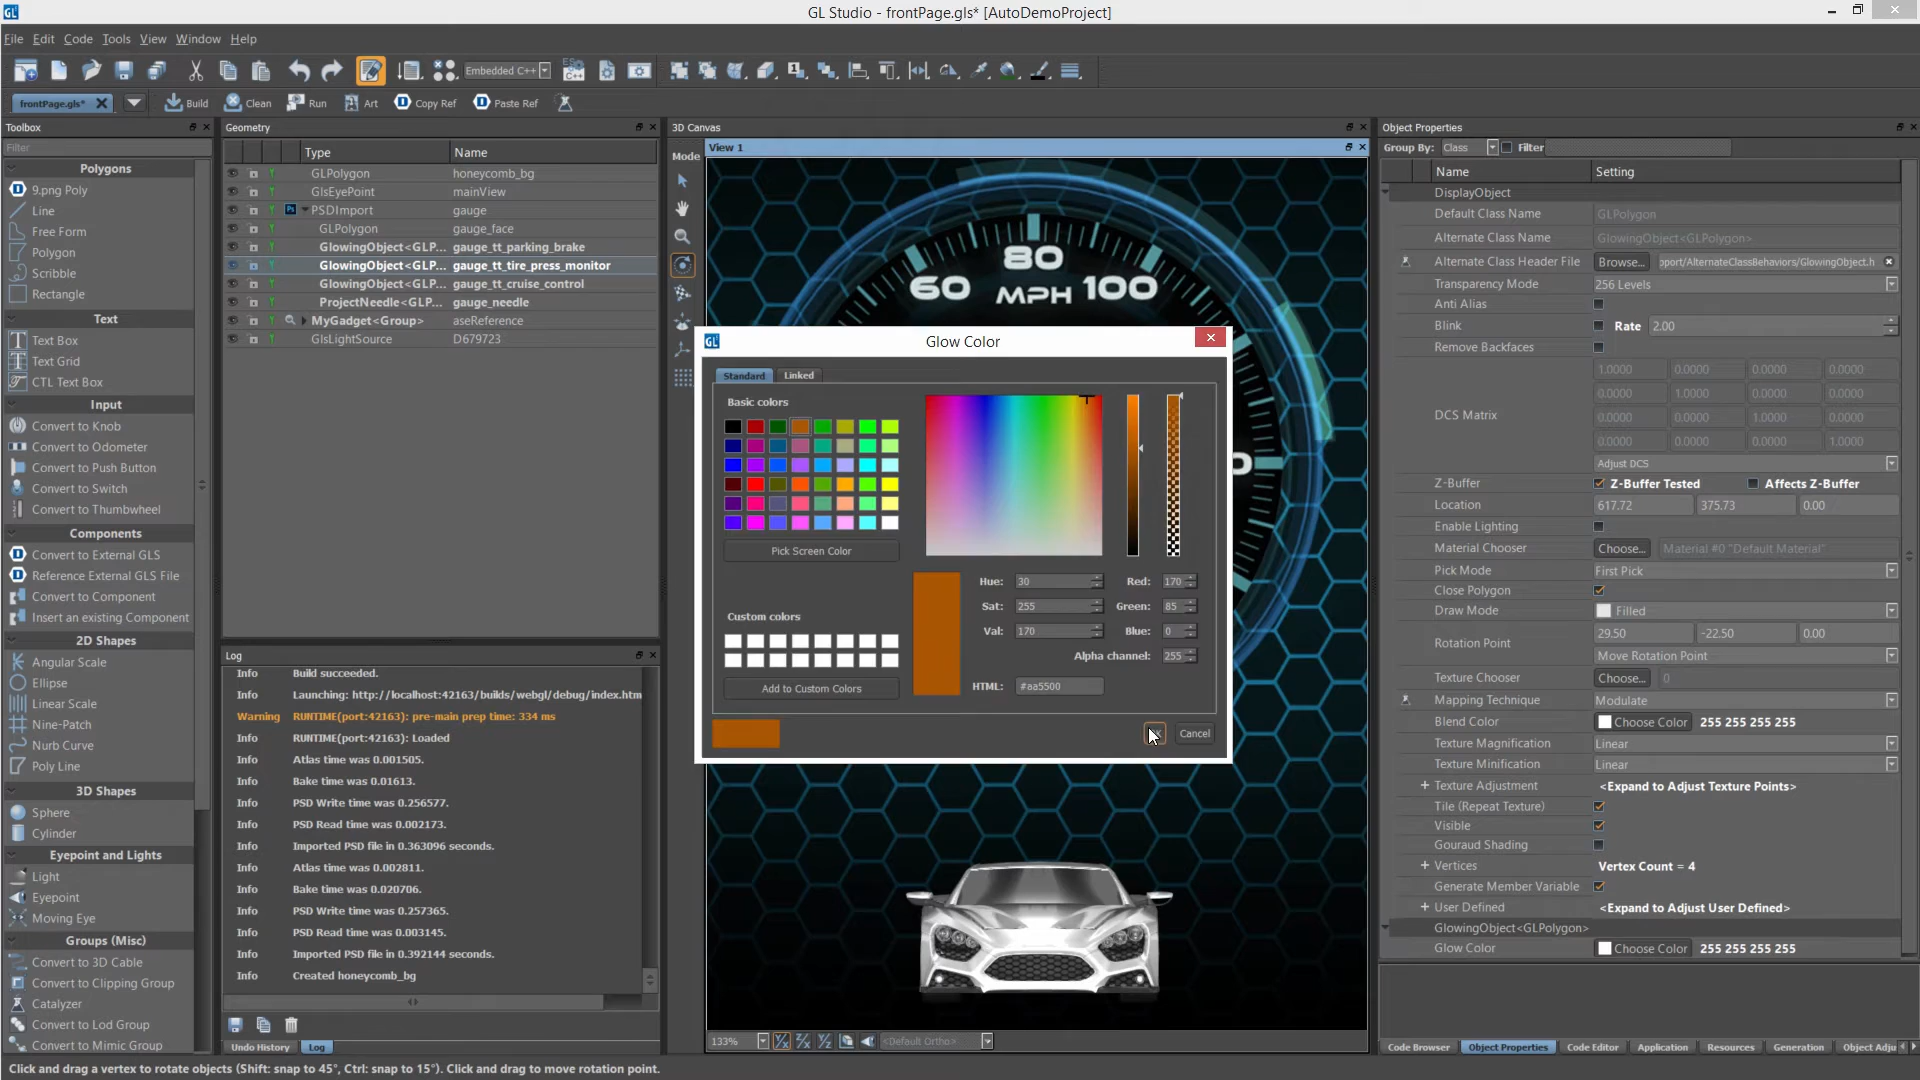 GL
GL Studio - frontPage.gls* [AutoDemoProject]
File Edit Code Tools View Window Help
Embedded C++
frontPage.gls* Build Clean Run Art Copy Ref Paste Ref
Toolbox
Filter
Polygons
9.png Poly
Line
Free Form
Polygon
Scribble
Rectangle
Text
Text Box
Text Grid
CTL Text Box
Input
Convert to Knob
Convert to Odometer
Convert to Push Button
Convert to Switch
Convert to Thumbwheel
Components
Convert to External GLS
Reference External GLS File
Convert to Component
Insert an existing Component
2D Shapes
Angular Scale
Ellipse
Linear Scale
Nine-Patch
Nurb Curve
Poly Line
3D Shapes
Sphere
Cylinder
Eyepoint and Lights
Light
Eyepoint
Moving Eye
Groups (Misc)
Convert to 3D Cable
Convert to Clipping Group
Catalyzer
Convert to Lod Group
Convert to Mimic Group
Geometry
Type Name
GLPolygon honeycomb_bg
GlsEyePoint mainView
PSDImport gauge
GLPolygon gauge_face
GlowingObject<GLP... gauge_tt_parking_brake
GlowingObject<GLP... gauge_tt_tire_press_monitor
GlowingObject<GLP... gauge_tt_cruise_control
ProjectNeedle<GLP... gauge_needle
MyGadget<Group> aseReference
GlsLightSource D679723
Log
Info Build succeeded.
Info Launching: http://localhost:42163/builds/webgl/debug/index.htm
Warning RUNTIME(port:42163): pre-main prep time: 334 ms
Info RUNTIME(port:42163): Loaded
Info Atlas time was 0.001505.
Info Bake time was 0.01613.
Info PSD Write time was 0.256577.
Info PSD Read time was 0.002173.
Info Imported PSD file in 0.363096 seconds.
Info Atlas time was 0.002811.
Info Bake time was 0.020706.
Info PSD Write time was 0.257365.
Info PSD Read time was 0.003145.
Info Imported PSD file in 0.392144 seconds.
Info Created honeycomb_bg
Undo History Log
3D Canvas
Mode View 1
80
60 MPH 100
GL Glow Color
Standard Linked
Basic colors
Pick Screen Color
Custom colors
Add to Custom Colors
Hue: 30 Red: 170
Sat: 255 Green: 85
Val: 170 Blue: 0
Alpha channel: 255
HTML: #aa5500
Cancel
133% <Default Ortho>
Object Properties
Group By: Class Filter
Name Setting
DisplayObject
Default Class Name GLPolygon
Alternate Class Name GlowingObject<GLPolygon>
Alternate Class Header File Browse... pport/AlternateClassBehaviors/GlowingObject.h
Transparency Mode 256 Levels
Anti Alias
Blink Rate 2.00
Remove Backfaces
DCS Matrix
1.0000 0.0000 0.0000 0.0000
0.0000 1.0000 0.0000 0.0000
0.0000 0.0000 1.0000 0.0000
0.0000 0.0000 0.0000 1.0000
Adjust DCS
Z-Buffer Z-Buffer Tested Affects Z-Buffer
Location 617.72 375.73 0.00
Enable Lighting
Material Chooser Choose... Material #0 "Default Material"
Pick Mode First Pick
Close Polygon
Draw Mode Filled
Rotation Point 29.50 -22.50 0.00
Move Rotation Point
Texture Chooser Choose... 0
Mapping Technique Modulate
Blend Color Choose Color 255 255 255 255
Texture Magnification Linear
Texture Minification Linear
Texture Adjustment <Expand to Adjust Texture Points>
Tile (Repeat Texture)
Visible
Gouraud Shading
Vertices Vertex Count = 4
Generate Member Variable
User Defined <Expand to Adjust User Defined>
GlowingObject<GLPolygon>
Glow Color Choose Color 255 255 255 255
Code Browser Object Properties Code Editor Application Resources Generation Object Adju
Click and drag a vertex to rotate objects (Shift: snap to 45°, Ctrl: snap to 15°). Click and drag to move rotation point.